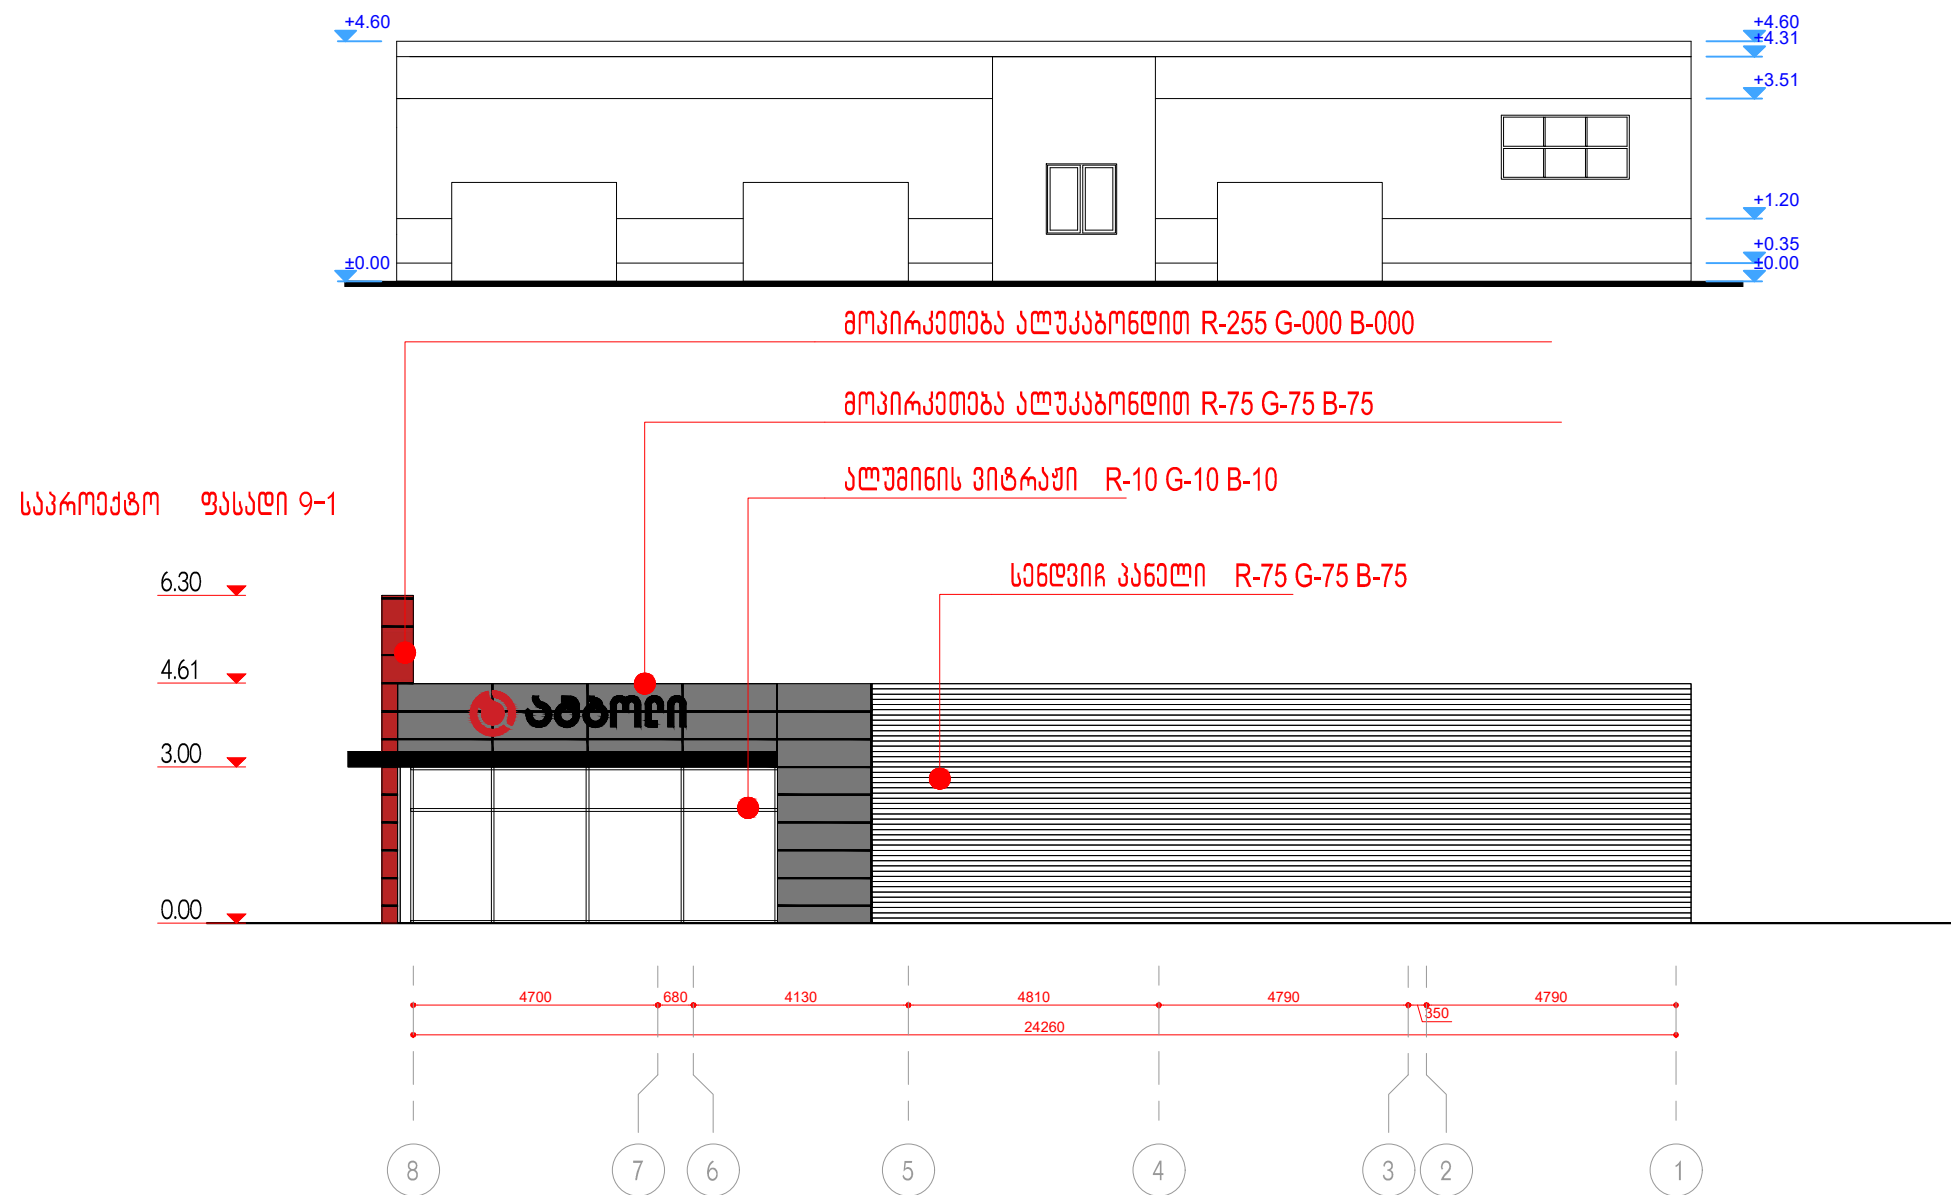 +4.60
+4.60
+4.31
+3.51
+1.20
+0.35
±0.00
±0.00
მოპირკეთება ალუკაბონდით R-255 G-000 B-000
მოპირკეთება ალუკაბონდით R-75 G-75 B-75
ალუმინის ვიტრაჟი R-10 G-10 B-10
საპროექტო ფასადი 9-1
სენდვიჩ პანელი R-75 G-75 B-75
6.30
4.61
ამბოლი
3.00
0.00
4700 680 4130 4810 4790 350 4790
24260
8 7 6 5 4 3 2 1